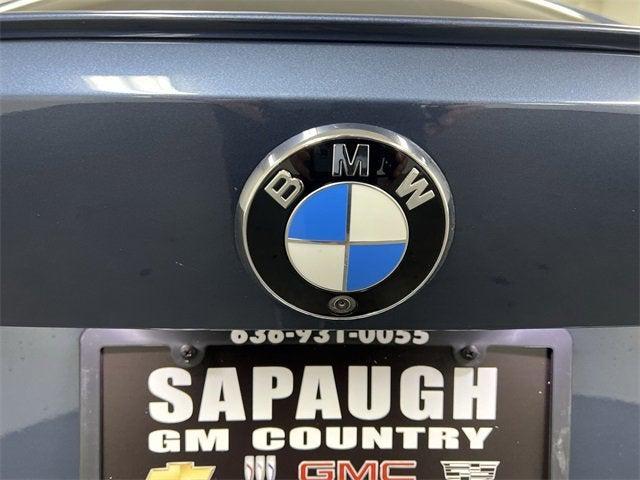 BMW
636-931-0055
SAPAUGH
GM COUNTRY
GMC